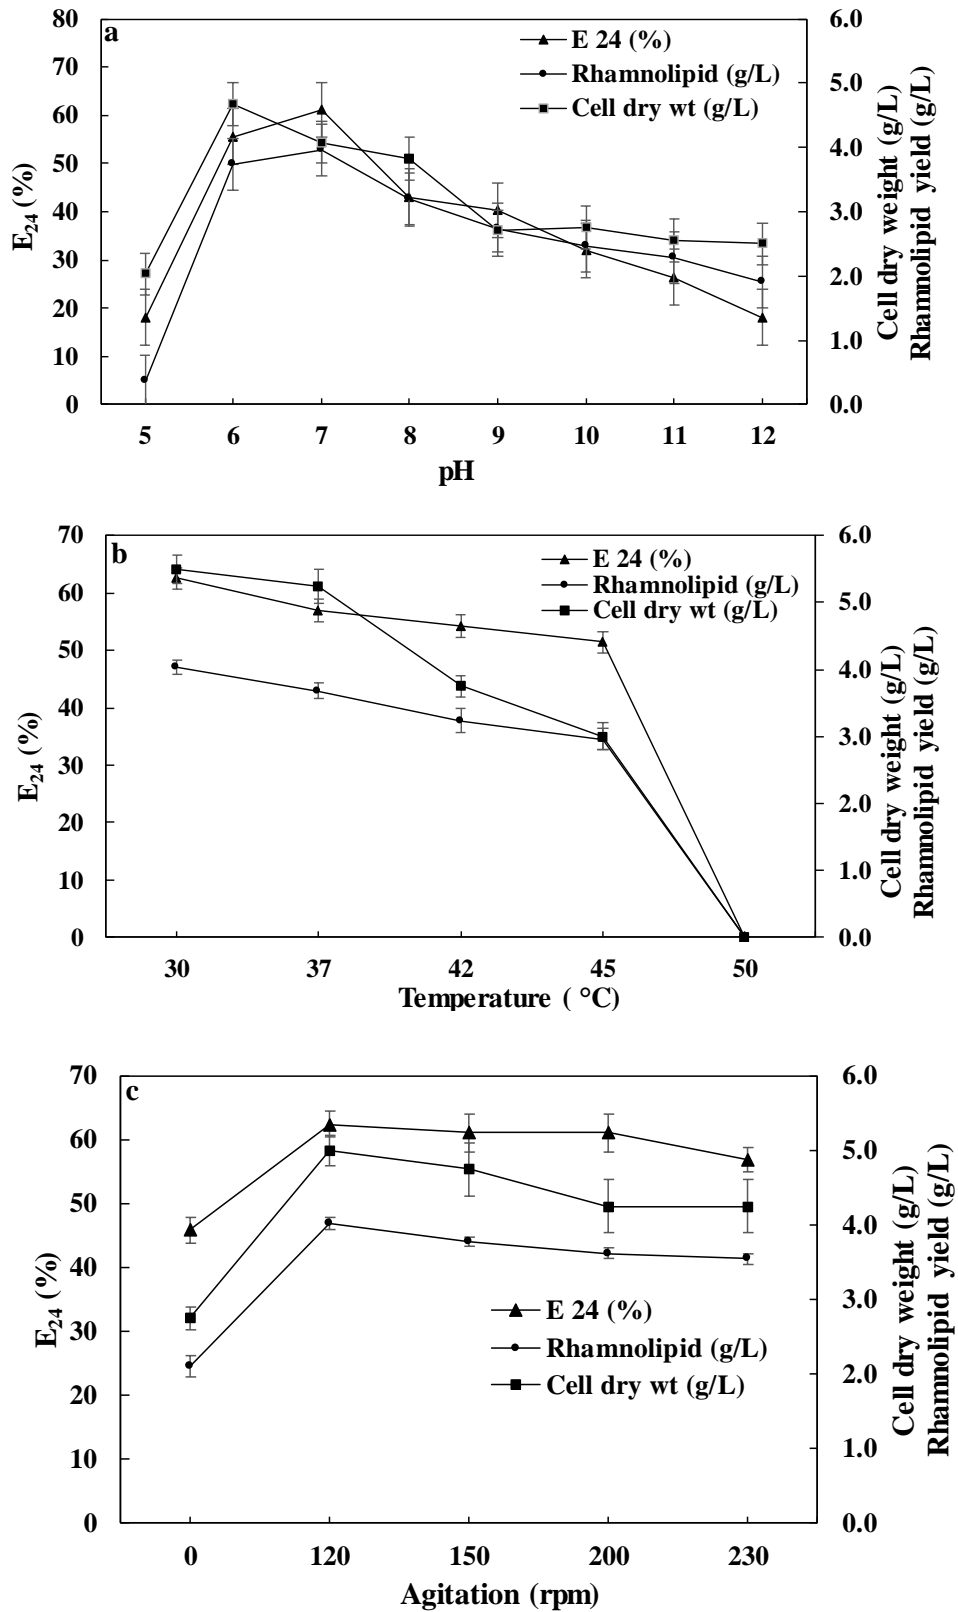 a
80
70
60
50
40
30
20
10
0
E24 (%)
E 24 (%)
Rhamnolipid (g/L)
Cell dry wt (g/L)
6.0
5.0
4.0
3.0
2.0
1.0
0.0
Cell dry weight (g/L)
Rhamnolipid yield (g/L)
5 6 7 8 9 10 11 12
pH
b
70
60
50
40
30
20
10
0
E24 (%)
E 24 (%)
Rhamnolipid (g/L)
Cell dry wt (g/L)
6.0
5.0
4.0
3.0
2.0
1.0
0.0
Cell dry weight (g/L)
Rhamnolipid yield (g/L)
30 37 42 45 50
Temperature ( °C)
c
70
60
50
40
30
20
10
0
E24 (%)
E 24 (%)
Rhamnolipid (g/L)
Cell dry wt (g/L)
6.0
5.0
4.0
3.0
2.0
1.0
0.0
Cell dry weight (g/L)
Rhamnolipid yield (g/L)
0 120 150 200 230
Agitation (rpm)